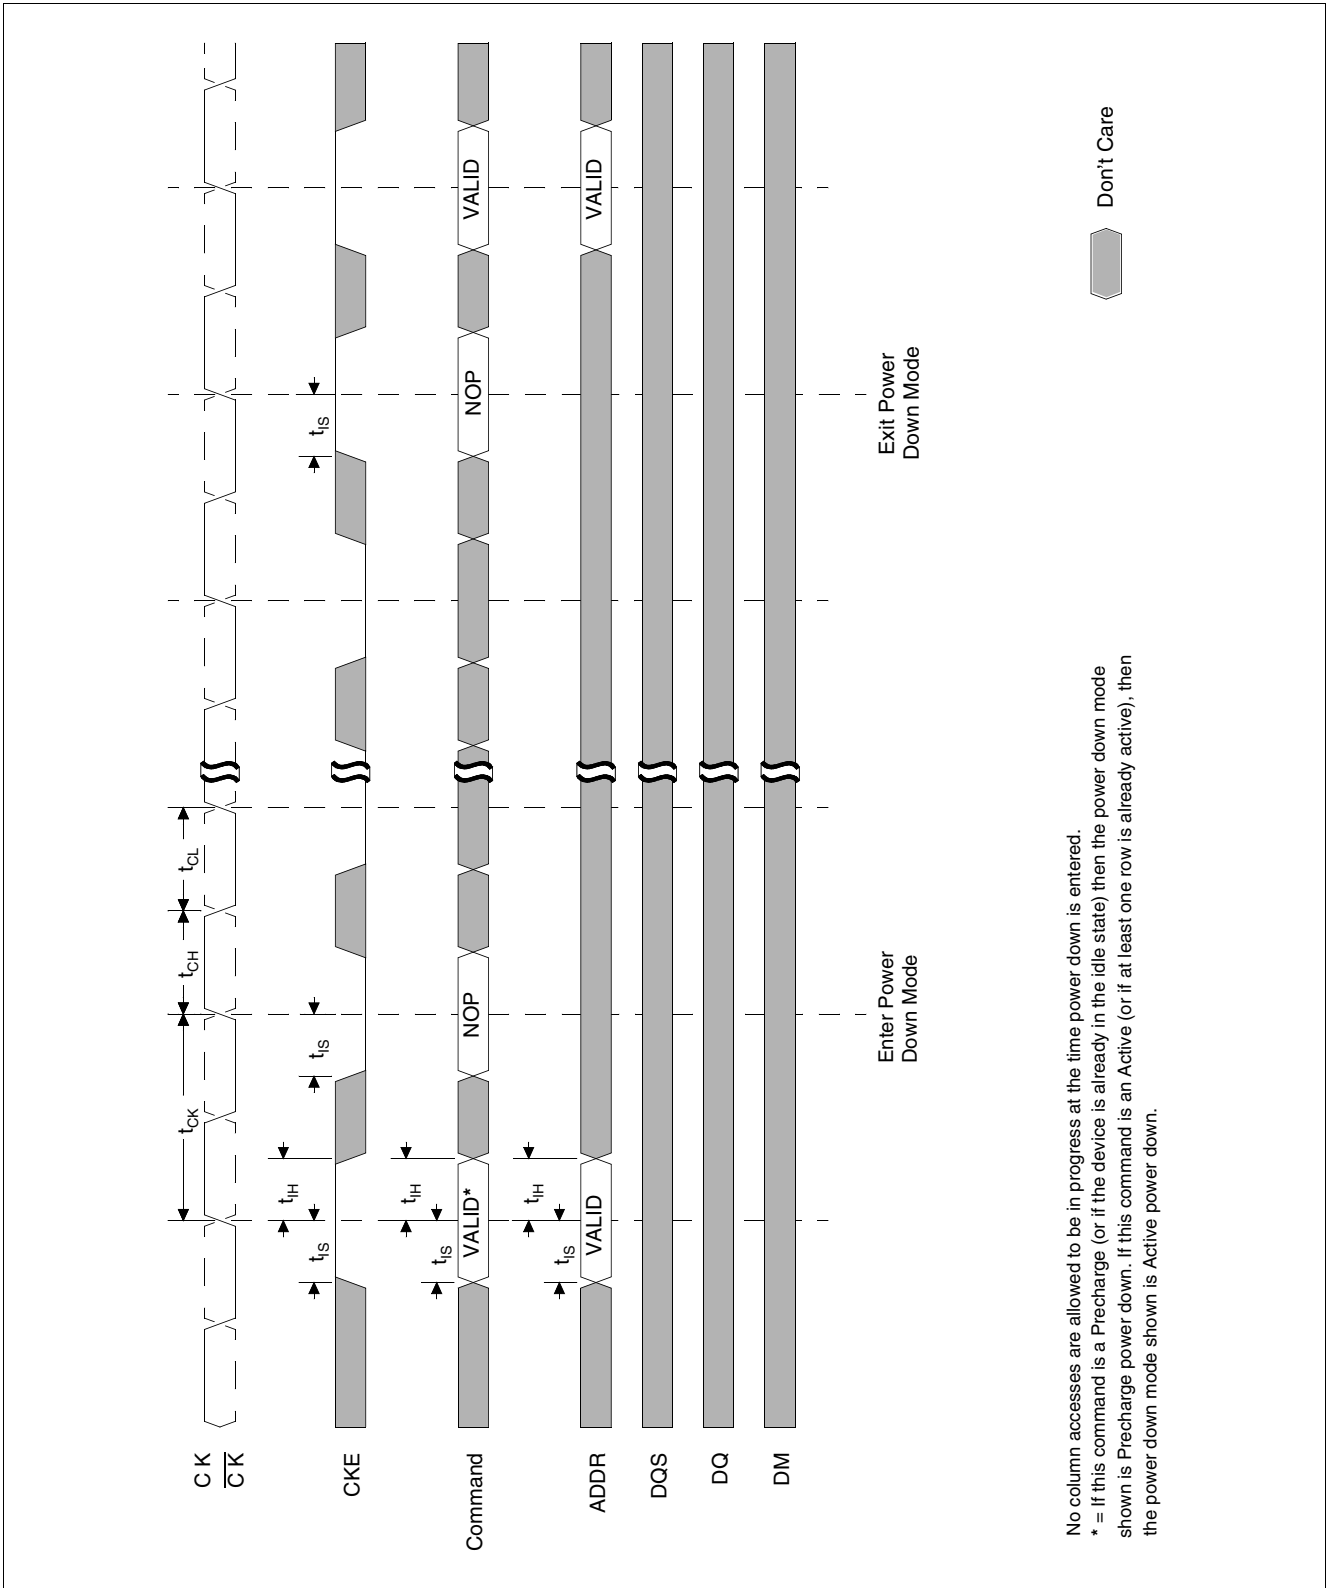 CK
CK
tCK
tCH
tCL
CKE
tIS
tIH
tIS
tIS
Command
tIS
tIH
VALID*
NOP
NOP
VALID
ADDR
tIS
tIH
VALID
VALID
DQS
DQ
DM
Enter Power
Down Mode
Exit Power
Down Mode
No column accesses are allowed to be in progress at the time power down is entered.
* = If this command is a Precharge (or if the device is already in the idle state) then the power down mode
shown is Precharge power down. If this command is an Active (or if at least one row is already active), then
the power down mode shown is Active power down.
Don't Care